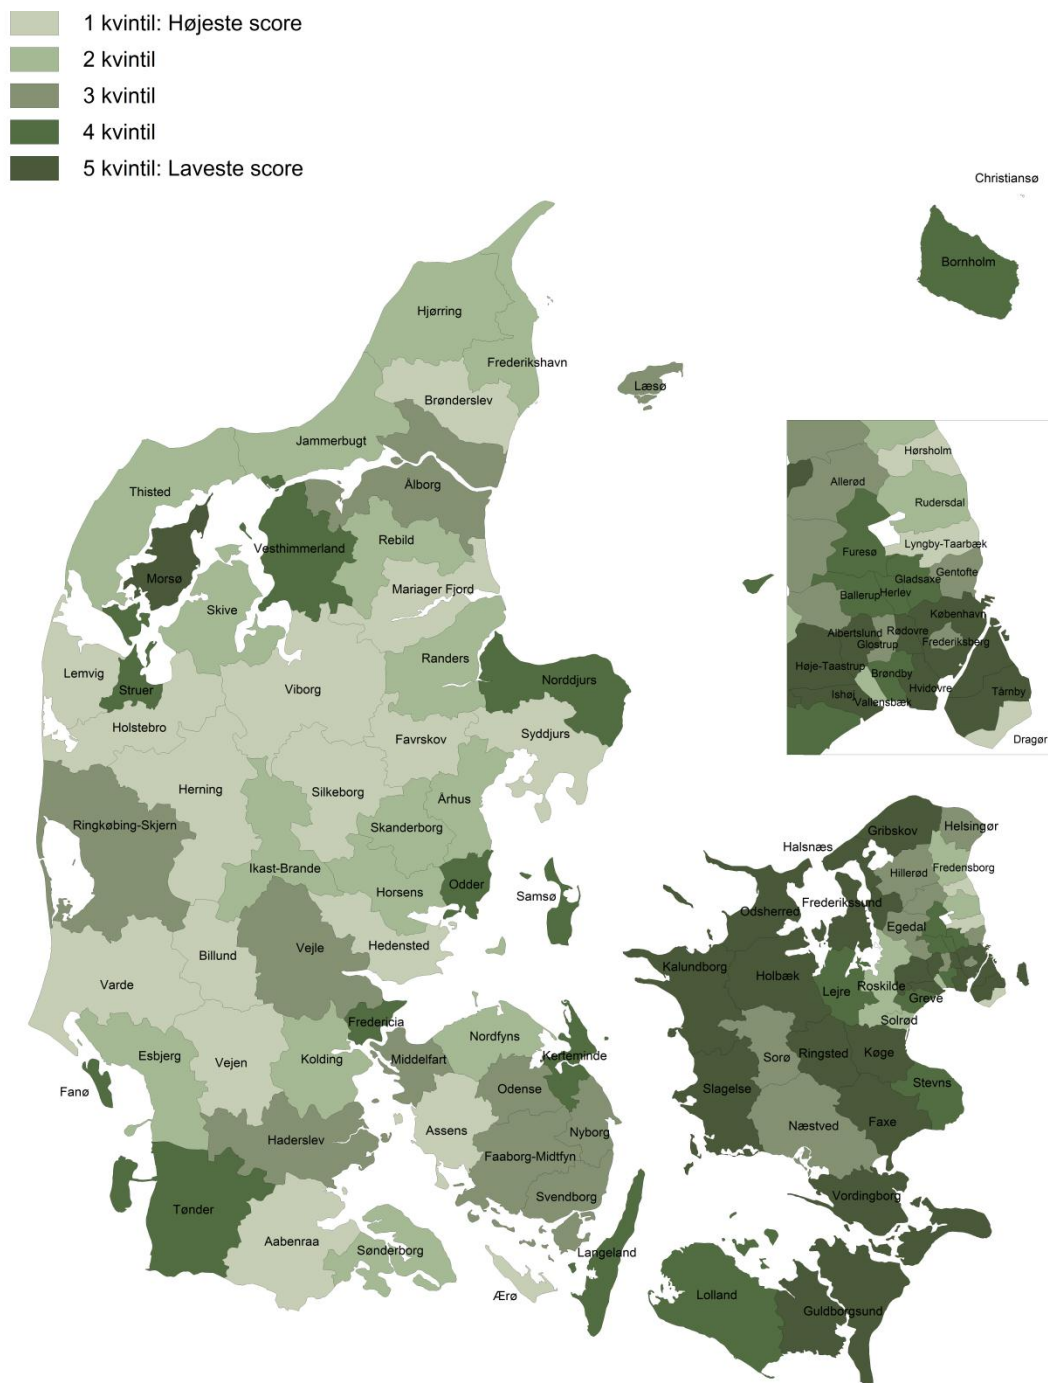 1 kvintil: Højeste score
2 kvintil
3 kvintil
4 kvintil
5 kvintil: Laveste score
Christiansø
Bornholm
Hjørring
Frederikshavn
Læsø
Brønderslev
Jammerbugt
Ålborg
Thisted
Vesthimmerland
Rebild
Morsø
Mariager Fjord
Skive
Randers
Lemvig
Struer
Viborg
Norddjurs
Holstebro
Favrskov
Syddjurs
Herning
Silkeborg
Århus
Ringkøbing-Skjern
Skanderborg
Ikast-Brande
Horsens
Odder
Samsø
Hedensted
Vejle
Billund
Varde
Fredericia
Esbjerg
Vejen
Kolding
Fanø
Haderslev
Tønder
Aabenraa
Sønderborg
Nordfyns
Middelfart
Kerteminde
Odense
Assens
Nyborg
Faaborg-Midtfyn
Svendborg
Langeland
Ærø
Hørsholm
Allerød
Rudersdal
Lyngby-Taarbæk
Furesø
Gentofte
Gladsaxe
Herlev
Ballerup
København
Albertslund
Rødovre
Glostrup
Frederiksberg
Høje-Taastrup
Brøndby
Ishøj
Vallensbæk
Hvidovre
Tårnby
Dragør
Helsingør
Gribskov
Halsnæs
Fredensborg
Hillerød
Frederikssund
Odsherred
Egedal
Kalundborg
Holbæk
Lejre
Roskilde
Greve
Solrød
Sorø
Ringsted
Køge
Slagelse
Stevns
Næstved
Faxe
Vordingborg
Lolland
Guldborgsund